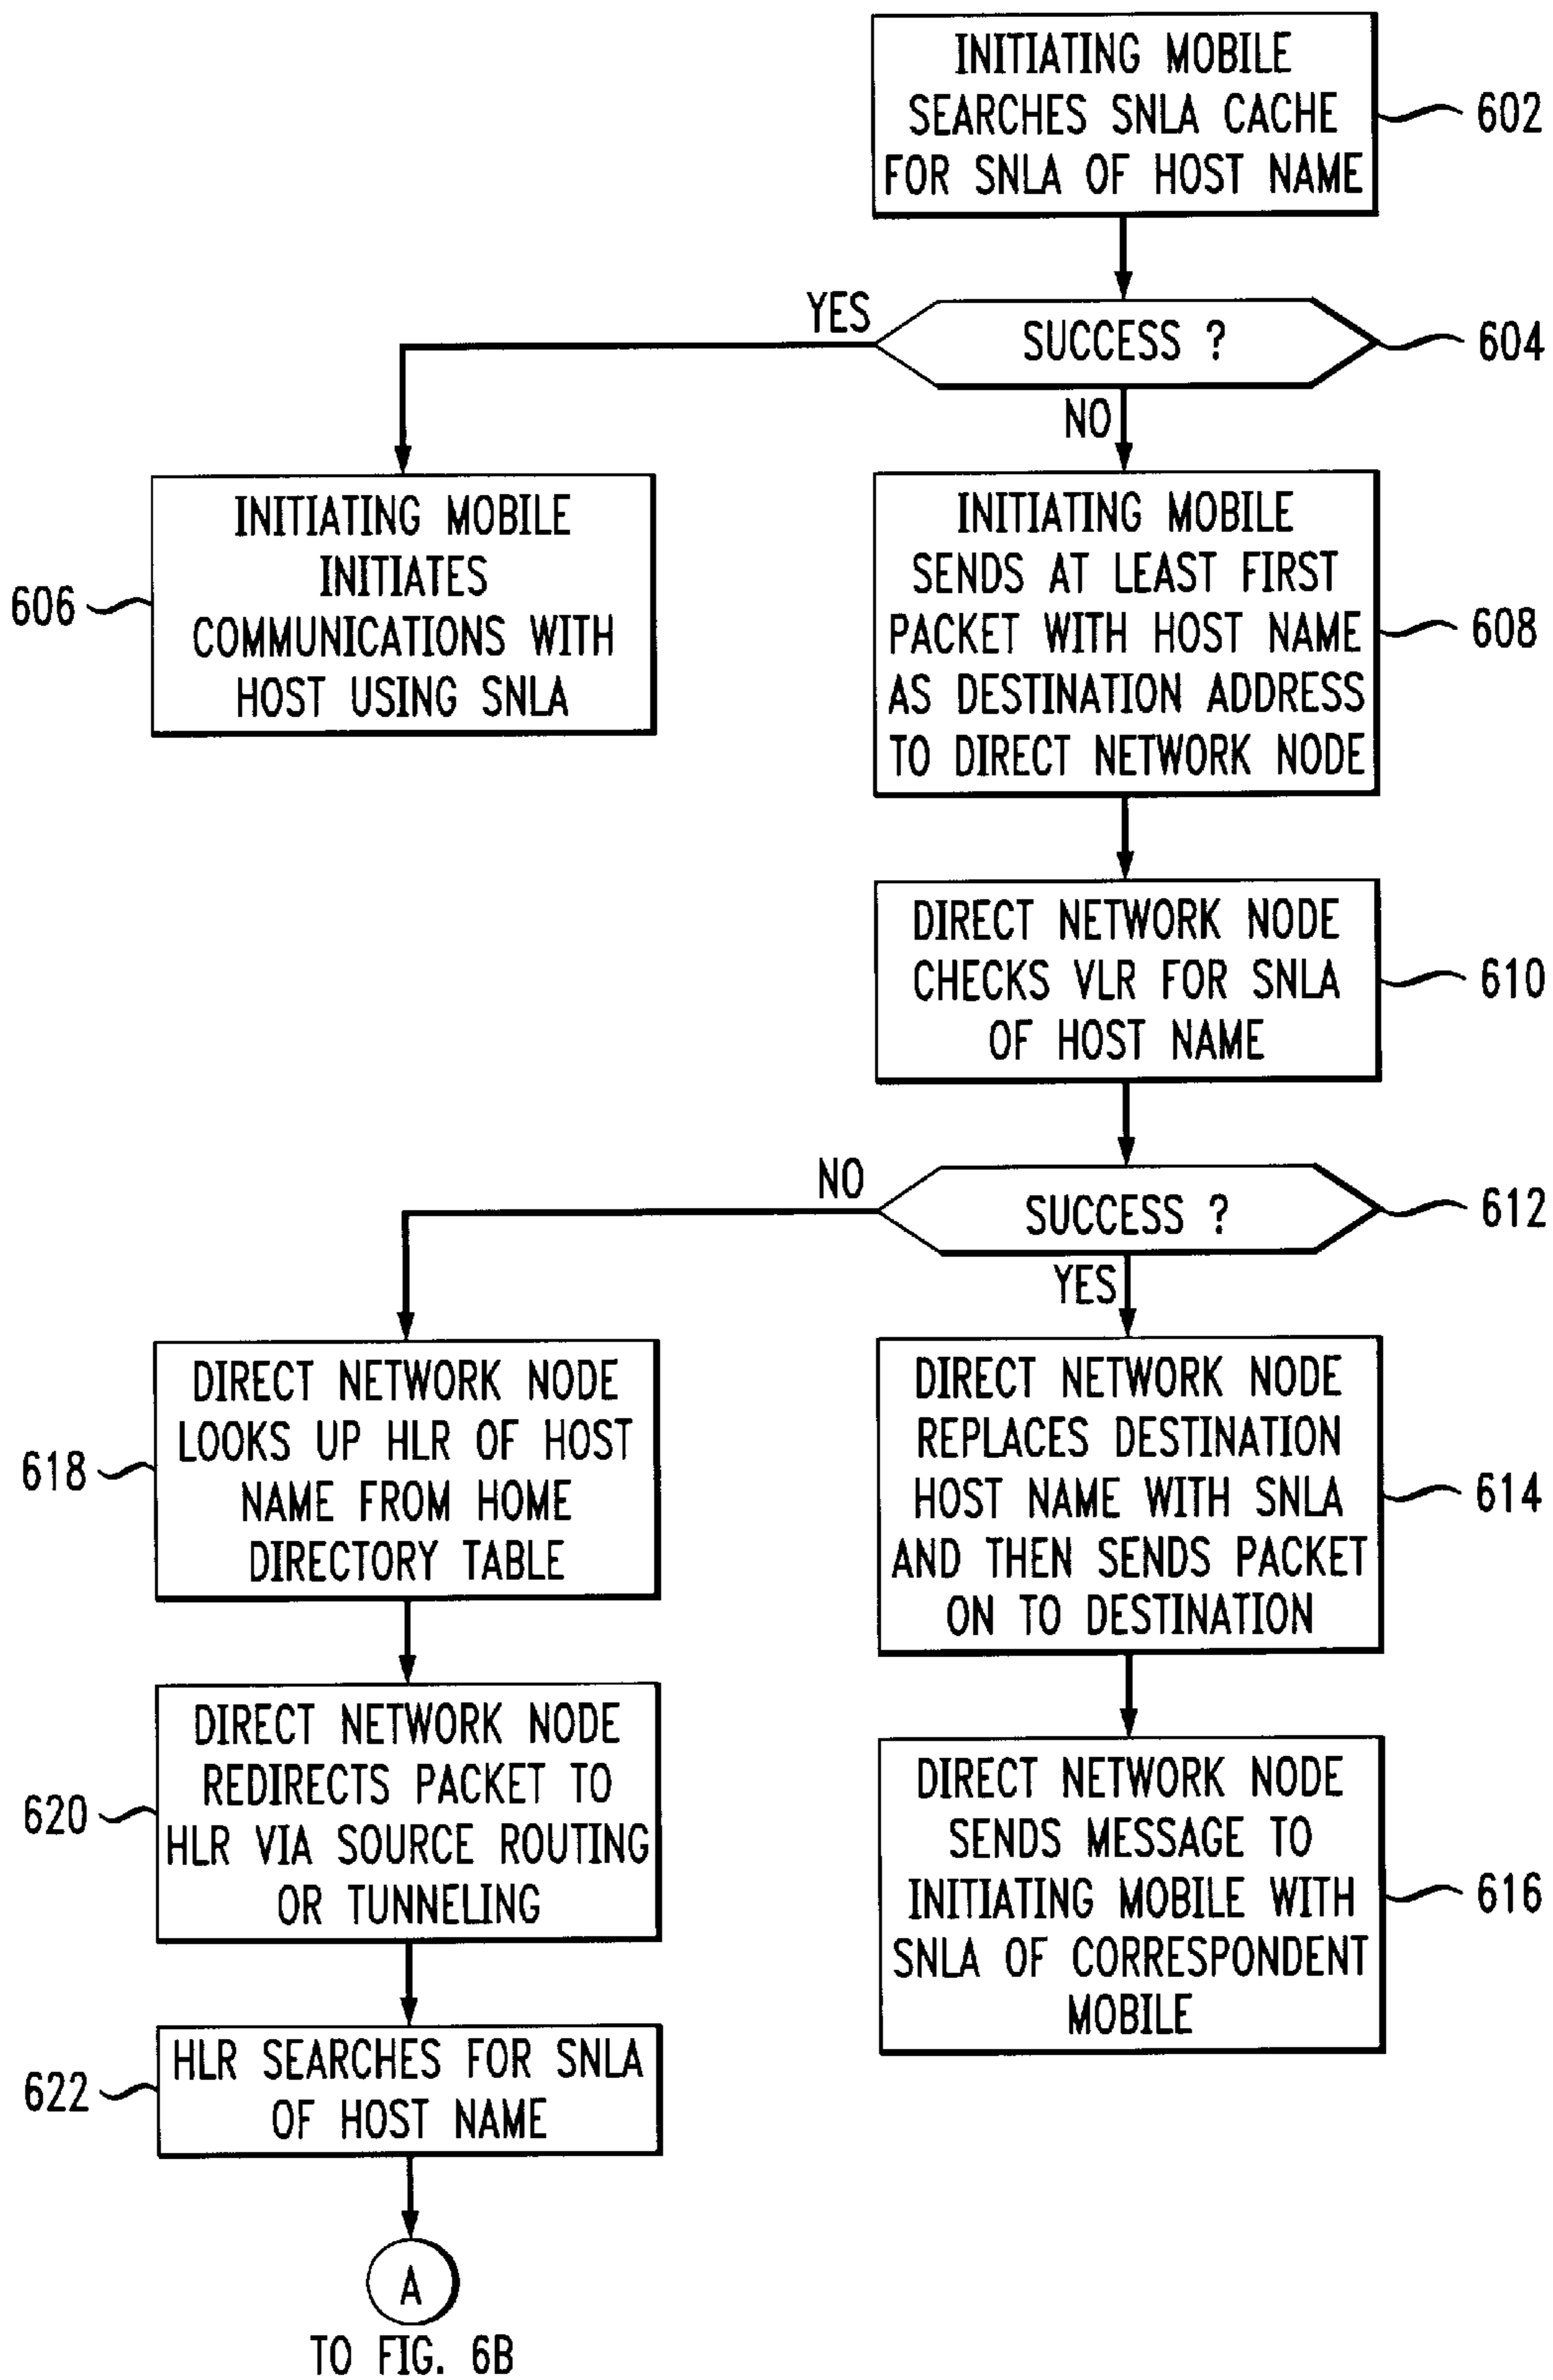 INITIATING MOBILE
SEARCHES SNLA CACHE
FOR SNLA OF HOST NAME
602
SUCCESS ?
604
YES
NO
INITIATING MOBILE
INITIATES
COMMUNICATIONS WITH
HOST USING SNLA
606
INITIATING MOBILE
SENDS AT LEAST FIRST
PACKET WITH HOST NAME
AS DESTINATION ADDRESS
TO DIRECT NETWORK NODE
608
DIRECT NETWORK NODE
CHECKS VLR FOR SNLA
OF HOST NAME
610
SUCCESS ?
612
NO
YES
DIRECT NETWORK NODE
REPLACES DESTINATION
HOST NAME WITH SNLA
AND THEN SENDS PACKET
ON TO DESTINATION
614
DIRECT NETWORK NODE
SENDS MESSAGE TO
INITIATING MOBILE WITH
SNLA OF CORRESPONDENT
MOBILE
616
DIRECT NETWORK NODE
LOOKS UP HLR OF HOST
NAME FROM HOME
DIRECTORY TABLE
618
DIRECT NETWORK NODE
REDIRECTS PACKET TO
HLR VIA SOURCE ROUTING
OR TUNNELING
620
HLR SEARCHES FOR SNLA
OF HOST NAME
622
A
TO FIG. 6B